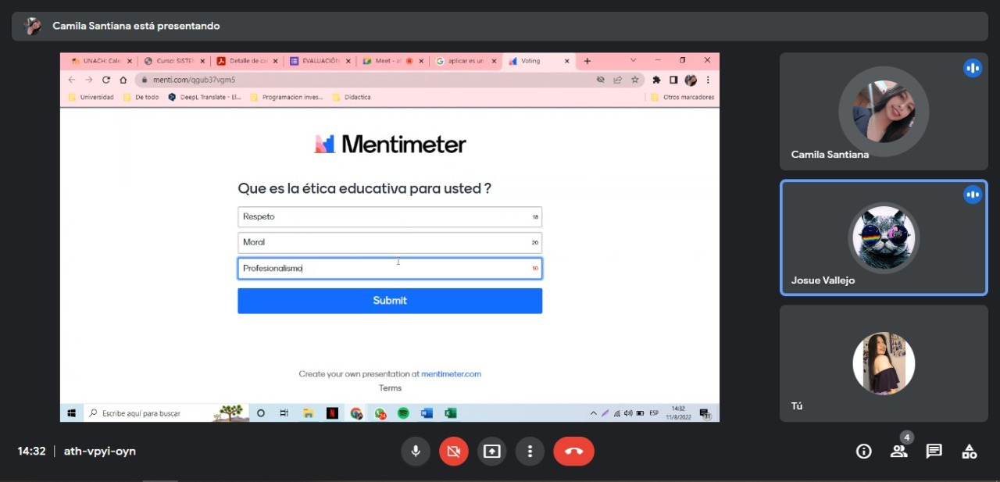 Camila Santiana está presentando
UNACH: Cale
Curso: SISTE
Detalle de ca
EVALUACIÓN
Meet - a
aplicar es un
Voting
menti.com/qgub37vgm5
Universidad
De todo
DeepL Translate - El...
Programacion inves...
Didactica
Otros marcadores
Mentimeter
Que es la ética educativa para usted ?
Respeto
18
Moral
20
Profesionalismo
10
Submit
Create your own presentation at mentimeter.com
Terms
Escribe aquí para buscar
ESP
14:32
11/8/2022
Camila Santiana
Josue Vallejo
Tú
14:32 | ath-vpyi-oyn
4